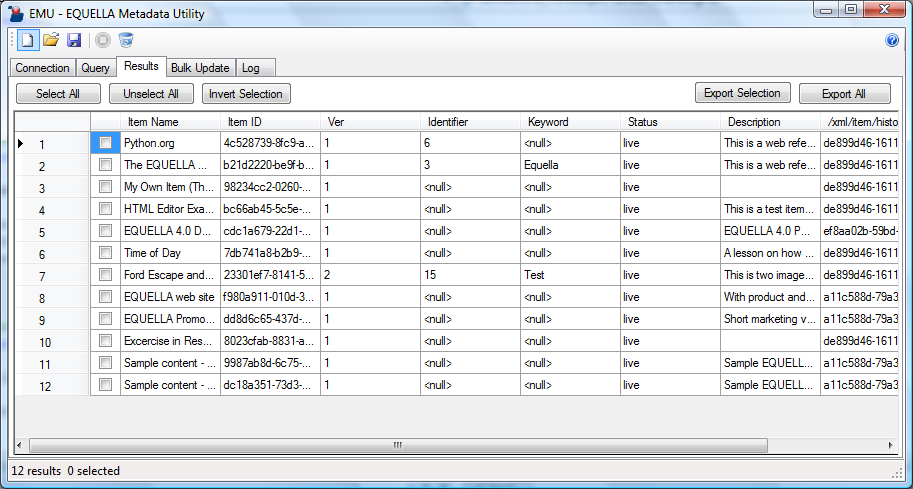 EMU - EQUELLA Metadata Utility
Connection Query Results Bulk Update Log
Select All Unselect All Invert Selection Export Selection Export All
Item Name Item ID Ver Identifier Keyword Status Description /xml/item/histo
1 Python.org 4c528739-8fc9-a... 1 6 <null> live This is a web refe... de899d46-1611
2 The EQUELLA ... b21d2220-be9f-b... 1 3 Equella live This is a web refe... de899d46-1611
3 My Own Item (Th... 98234cc2-0260-... 1 <null> <null> live de899d46-1611
4 HTML Editor Exa... bc66ab45-5c5e-... 1 <null> <null> live This is a test item... de899d46-1611
5 EQUELLA 4.0 D... cdc1a679-22d1-... 1 <null> <null> live EQUELLA 4.0 P... ef8aa02b-59bd-
6 Time of Day 7db741a8-b2b9-... 1 <null> <null> live A lesson on how ... de899d46-1611
7 Ford Escape and... 23301ef7-8141-5... 2 15 Test live This is two image... de899d46-1611
8 EQUELLA web site f980a911-010d-3... 1 <null> <null> live With product and... a11c588d-79a3
9 EQUELLA Promo... dd8d6c65-437d-... 1 <null> <null> live Short marketing v... a11c588d-79a3
10 Excercise in Res... 8023cfab-8831-a... 1 <null> <null> live de899d46-1611
11 Sample content - ... 9987ab8d-6c75-... 1 <null> <null> live Sample EQUELL... a11c588d-79a3
12 Sample content - ... dc18a351-73d3-... 1 <null> <null> live Sample EQUELL... a11c588d-79a3
12 results 0 selected